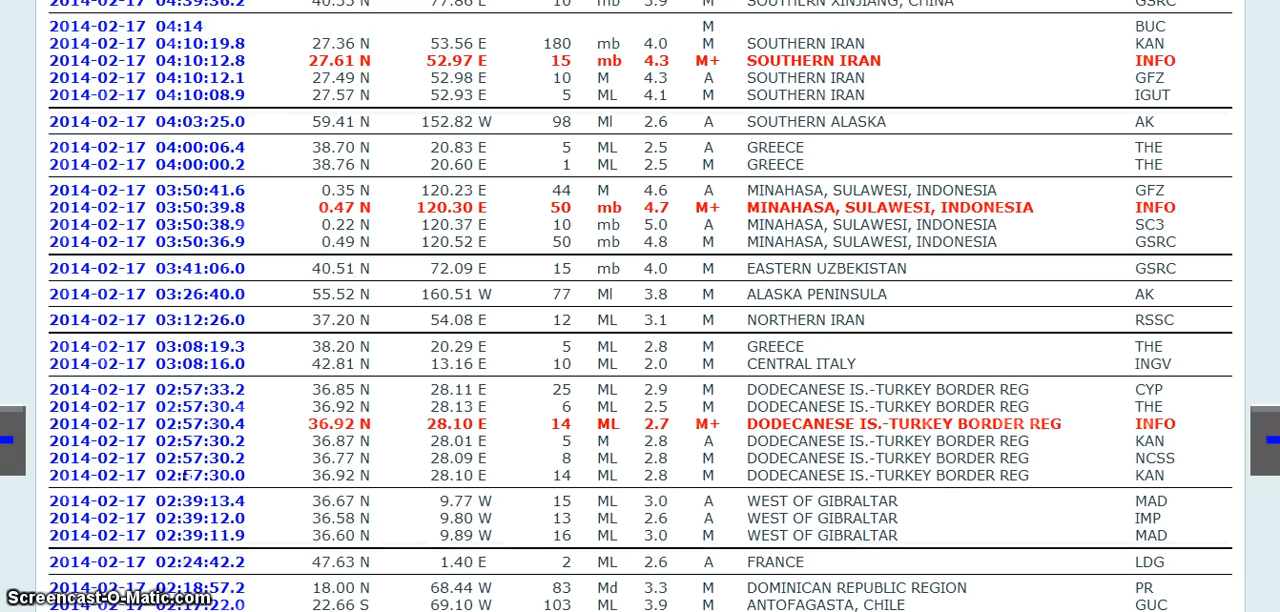 2014-02-17 04:39:36.2 40.55 N 77.86 E 10 mb 3.9 M SOUTHERN XINJIANG, CHINA GSRC
2014-02-17 04:14 M BUC
2014-02-17 04:10:19.8 27.36 N 53.56 E 180 mb 4.0 M SOUTHERN IRAN KAN
2014-02-17 04:10:12.8 27.61 N 52.97 E 15 mb 4.3 M+ SOUTHERN IRAN INFO
2014-02-17 04:10:12.1 27.49 N 52.98 E 10 M 4.3 A SOUTHERN IRAN GFZ
2014-02-17 04:10:08.9 27.57 N 52.93 E 5 ML 4.1 M SOUTHERN IRAN IGUT
2014-02-17 04:03:25.0 59.41 N 152.82 W 98 Ml 2.6 A SOUTHERN ALASKA AK
2014-02-17 04:00:06.4 38.70 N 20.83 E 5 ML 2.5 A GREECE THE
2014-02-17 04:00:00.2 38.76 N 20.60 E 1 ML 2.5 M GREECE THE
2014-02-17 03:50:41.6 0.35 N 120.23 E 44 M 4.6 A MINAHASA, SULAWESI, INDONESIA GFZ
2014-02-17 03:50:39.8 0.47 N 120.30 E 50 mb 4.7 M+ MINAHASA, SULAWESI, INDONESIA INFO
2014-02-17 03:50:38.9 0.22 N 120.37 E 10 mb 5.0 A MINAHASA, SULAWESI, INDONESIA SC3
2014-02-17 03:50:36.9 0.49 N 120.52 E 50 mb 4.8 M MINAHASA, SULAWESI, INDONESIA GSRC
2014-02-17 03:41:06.0 40.51 N 72.09 E 15 mb 4.0 M EASTERN UZBEKISTAN GSRC
2014-02-17 03:26:40.0 55.52 N 160.51 W 77 Ml 3.8 M ALASKA PENINSULA AK
2014-02-17 03:12:26.0 37.20 N 54.08 E 12 ML 3.1 M NORTHERN IRAN RSSC
2014-02-17 03:08:19.3 38.20 N 20.29 E 5 ML 2.8 M GREECE THE
2014-02-17 03:08:16.0 42.81 N 13.16 E 10 ML 2.0 M CENTRAL ITALY INGV
2014-02-17 02:57:33.2 36.85 N 28.11 E 25 ML 2.9 M DODECANESE IS.-TURKEY BORDER REG CYP
2014-02-17 02:57:30.4 36.92 N 28.13 E 6 ML 2.5 M DODECANESE IS.-TURKEY BORDER REG THE
2014-02-17 02:57:30.4 36.92 N 28.10 E 14 ML 2.7 M+ DODECANESE IS.-TURKEY BORDER REG INFO
2014-02-17 02:57:30.2 36.87 N 28.01 E 5 M 2.8 A DODECANESE IS.-TURKEY BORDER REG KAN
2014-02-17 02:57:30.2 36.77 N 28.09 E 8 ML 2.8 M DODECANESE IS.-TURKEY BORDER REG NCSS
2014-02-17 02:57:30.0 36.92 N 28.10 E 14 ML 2.8 M DODECANESE IS.-TURKEY BORDER REG KAN
2014-02-17 02:39:13.4 36.67 N 9.77 W 15 ML 3.0 A WEST OF GIBRALTAR MAD
2014-02-17 02:39:12.0 36.58 N 9.80 W 13 ML 2.6 A WEST OF GIBRALTAR IMP
2014-02-17 02:39:11.9 36.60 N 9.89 W 16 ML 3.0 M WEST OF GIBRALTAR MAD
2014-02-17 02:24:42.2 47.63 N 1.40 E 2 ML 2.6 A FRANCE LDG
2014-02-17 02:18:57.2 18.00 N 68.44 W 83 Md 3.3 M DOMINICAN REPUBLIC REGION PR
22.66 S 69.10 W 103 ML 3.9 M ANTOFAGASTA, CHILE GUC
Screencast-O-Matic.com